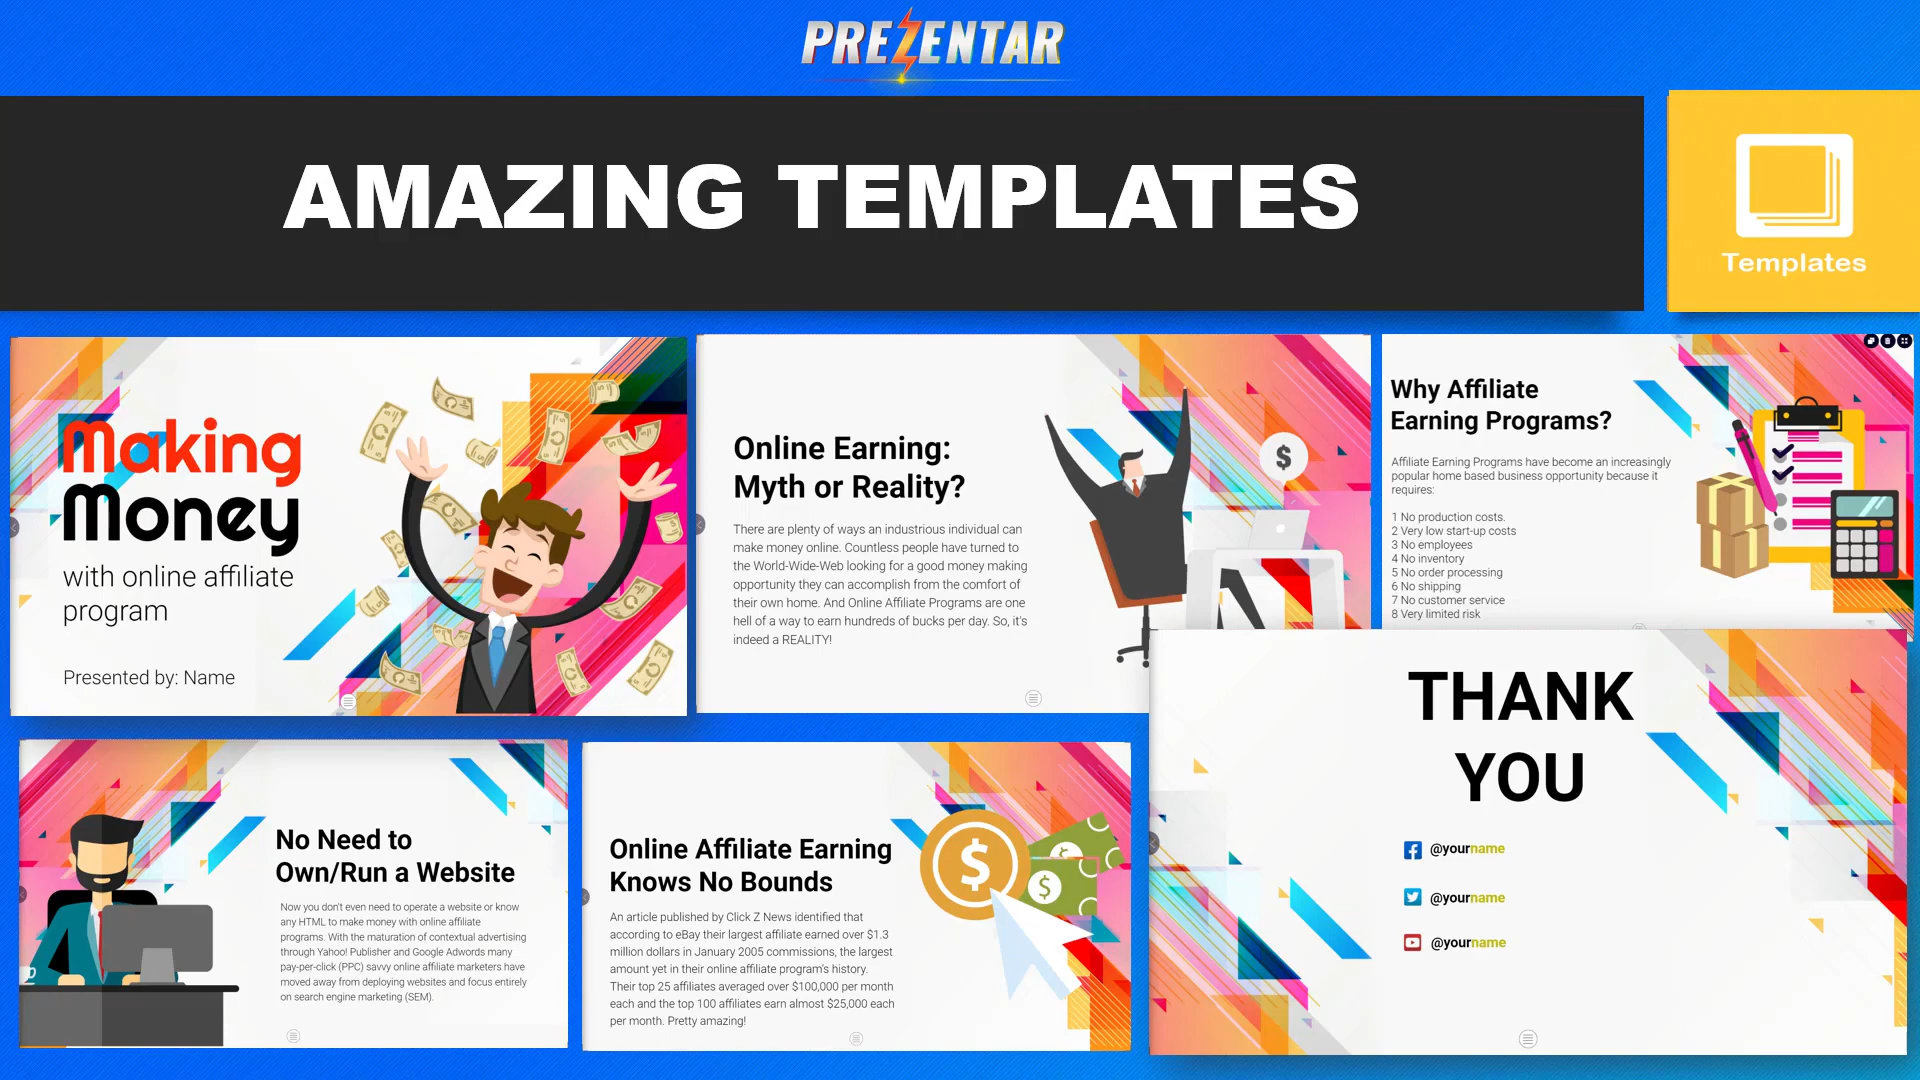 PREZENTAR
AMAZING TEMPLATES
Templates
Making
Money
with online affiliate
program
Presented by: Name
Online Earning:
Myth or Reality?
There are plenty of ways an industrious individual can
make money online. Countless people have turned to
the World-Wide-Web looking for a good money making
opportunity they can accomplish from the comfort of
their own home. And Online Affiliate Programs are one
hell of a way to earn hundreds of bucks per day. So, it's
indeed a REALITY!
$
Why Affiliate
Earning Programs?
Affiliate Earning Programs have become an increasingly
popular home based business opportunity because it
requires:
1 No production costs.
2 Very low start-up costs
3 No employees
4 No inventory
5 No order processing
6 No shipping
7 No customer service
8 Very limited risk
No Need to
Own/Run a Website
Now you don't even need to operate a website or know
any HTML to make money with online affiliate
programs. With the maturation of contextual advertising
through Yahoo! Publisher and Google Adwords many
pay-per-click (PPC) savvy online affiliate marketers have
moved away from deploying websites and focus entirely
on search engine marketing (SEM).
Online Affiliate Earning
Knows No Bounds
An article published by Click Z News identified that
according to eBay their largest affiliate earned over $1.3
million dollars in January 2005 commissions, the largest
amount yet in their online affiliate program's history.
Their top 25 affiliates averaged over $100,000 per month
each and the top 100 affiliates earn almost $25,000 each
per month. Pretty amazing!
$
$
THANK
YOU
@yourname
@yourname
@yourname